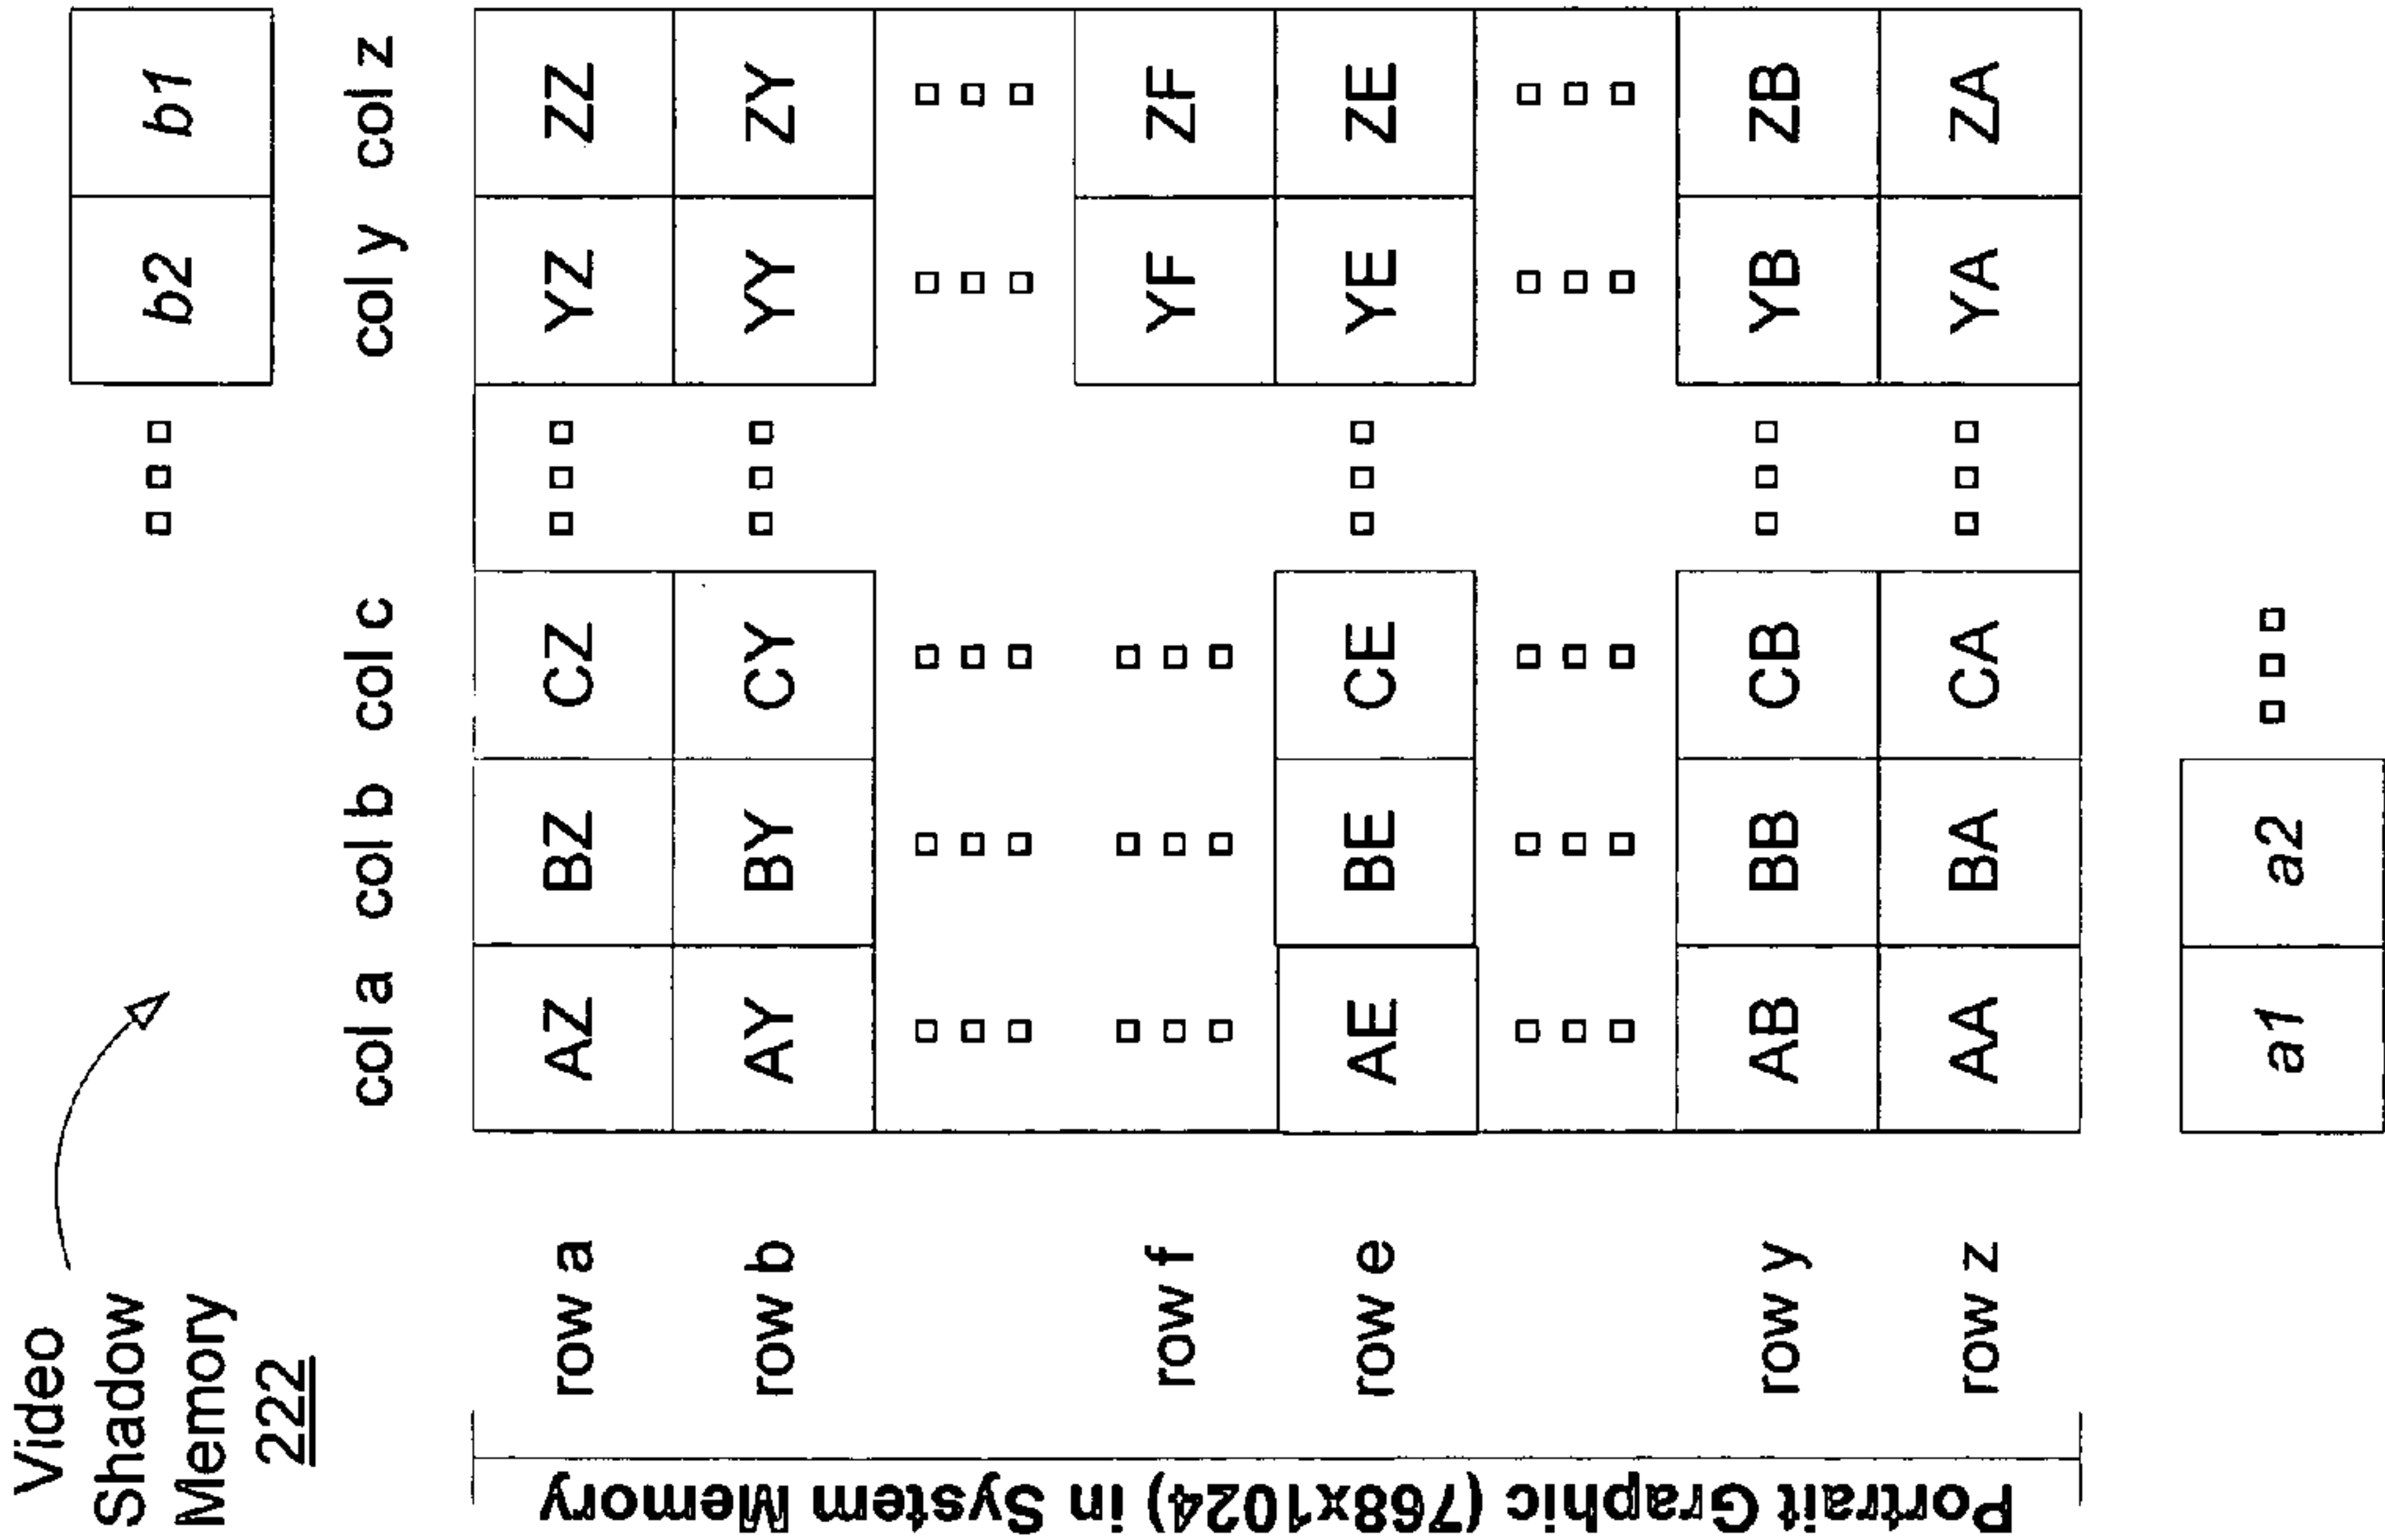 Video
Shadow
Memory
222
b2 b1
col a col b col c col y col z
row a AZ BZ CZ YZ ZZ
row b AY BY CY YY ZY
row f YF ZF
row e AE BE CE YE ZE
row y AB BB CB YB ZB
row z AA BA CA YA ZA
a1 a2
Portrait Graphic (768x1024) in System Memory